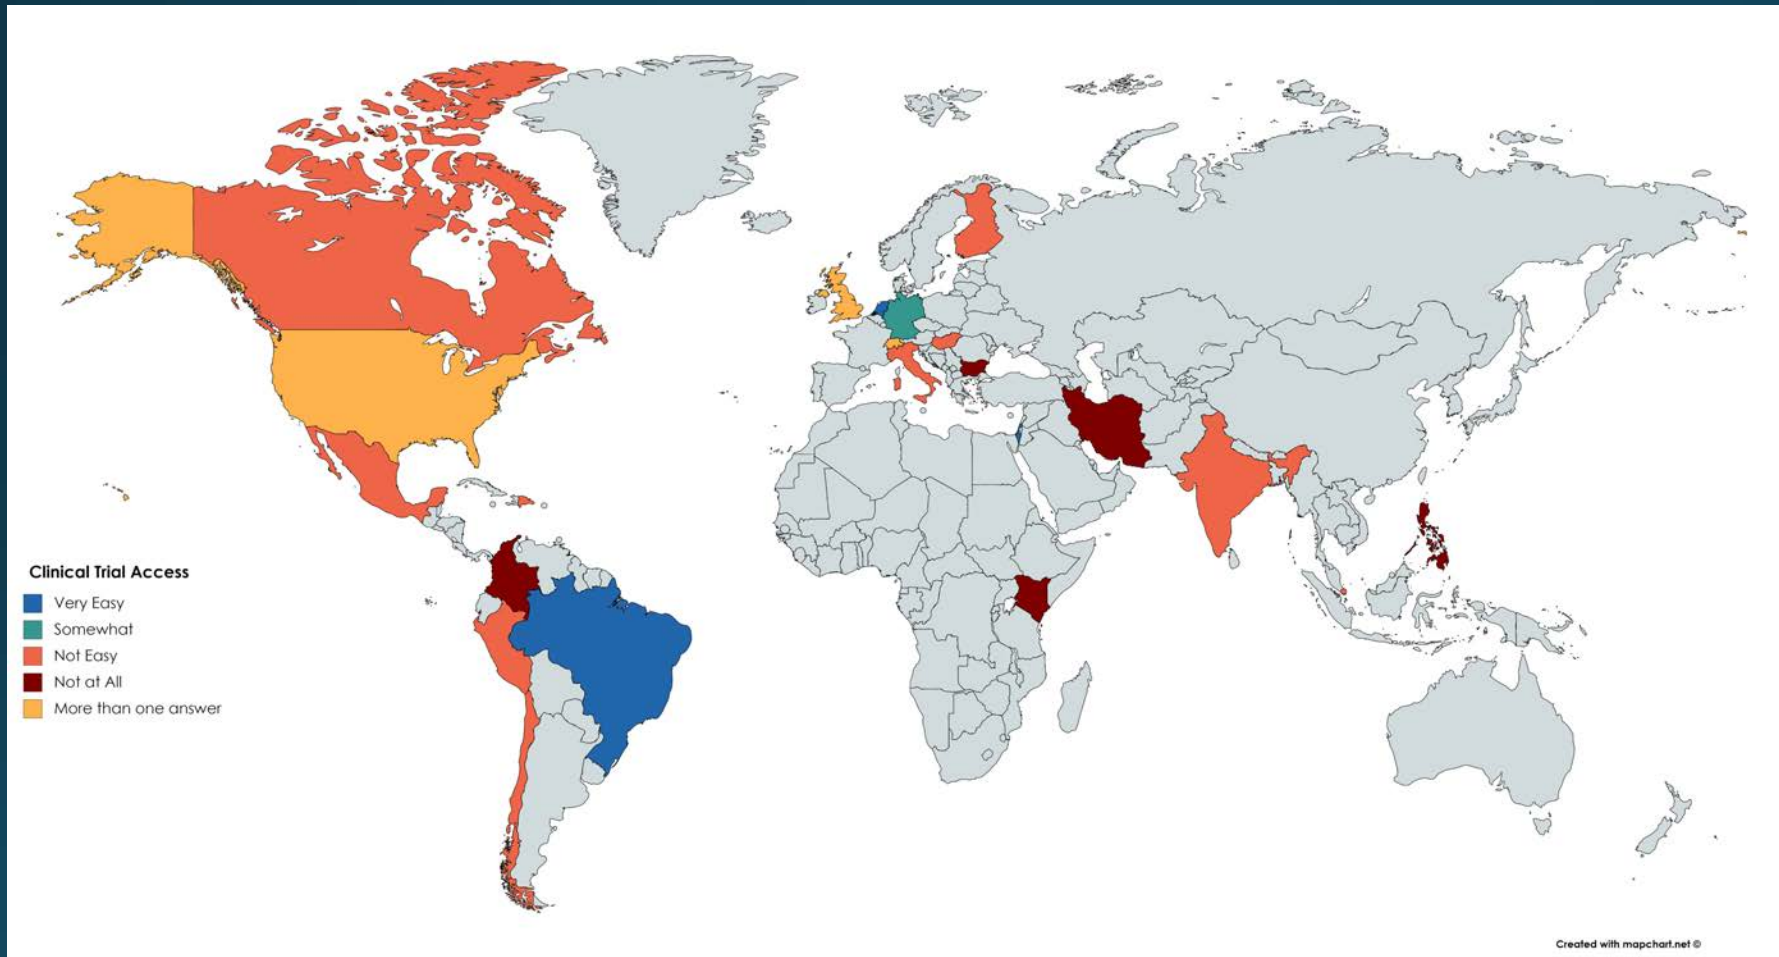 Clinical Trial Access
Very Easy
Somewhat
Not Easy
Not at All
More than one answer
Created with mapchart.net ©